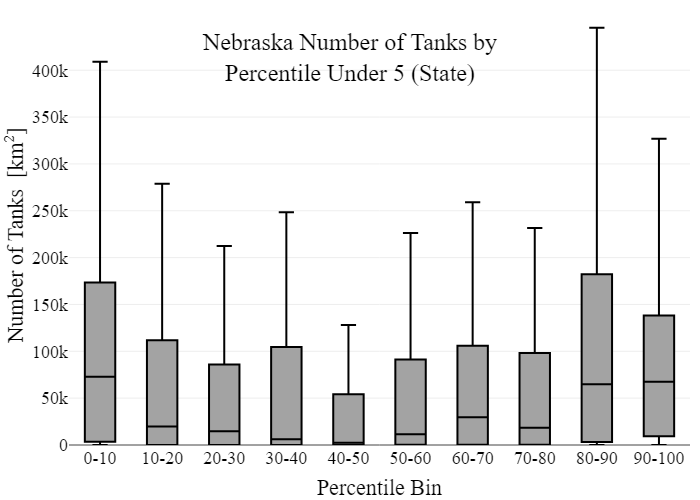 Nebraska Number of Tanks by
Percentile Under 5 (State)
Number of Tanks [km²]
400k
350k
300k
250k
200k
150k
100k
50k
0
0-10 10-20 20-30 30-40 40-50 50-60 60-70 70-80 80-90 90-100
Percentile Bin